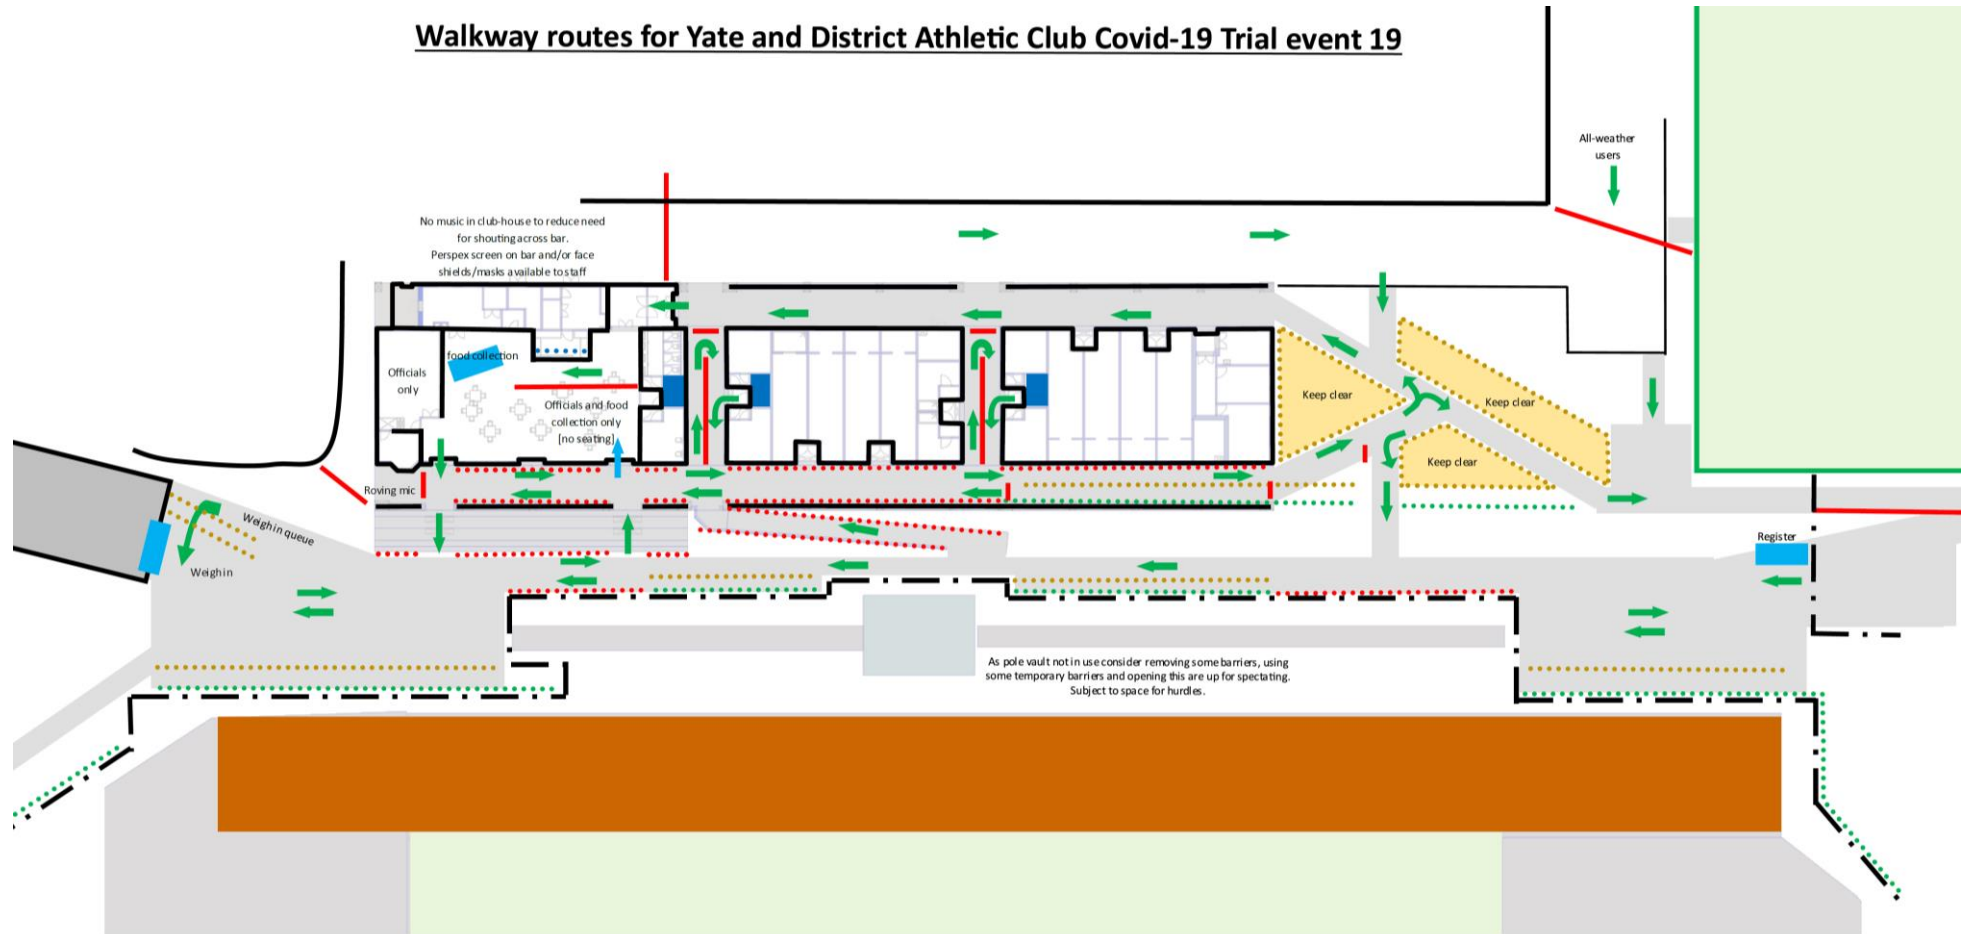 Walkway routes for Yate and District Athletic Club Covid-19 Trial event 19
All-weather
users
No music in club-house to reduce need
for shouting across bar.
Perspex screen on bar and/or face
shields/masks available to staff
food collection
Officials
only
Officials and food
collection only
[no seating]
Keep clear
Keep clear
Keep clear
Roving mic
Weighin queue
Weighin
Register
As pole vault not in use consider removing some barriers, using
some temporary barriers and opening this are up for spectating.
Subject to space for hurdles.